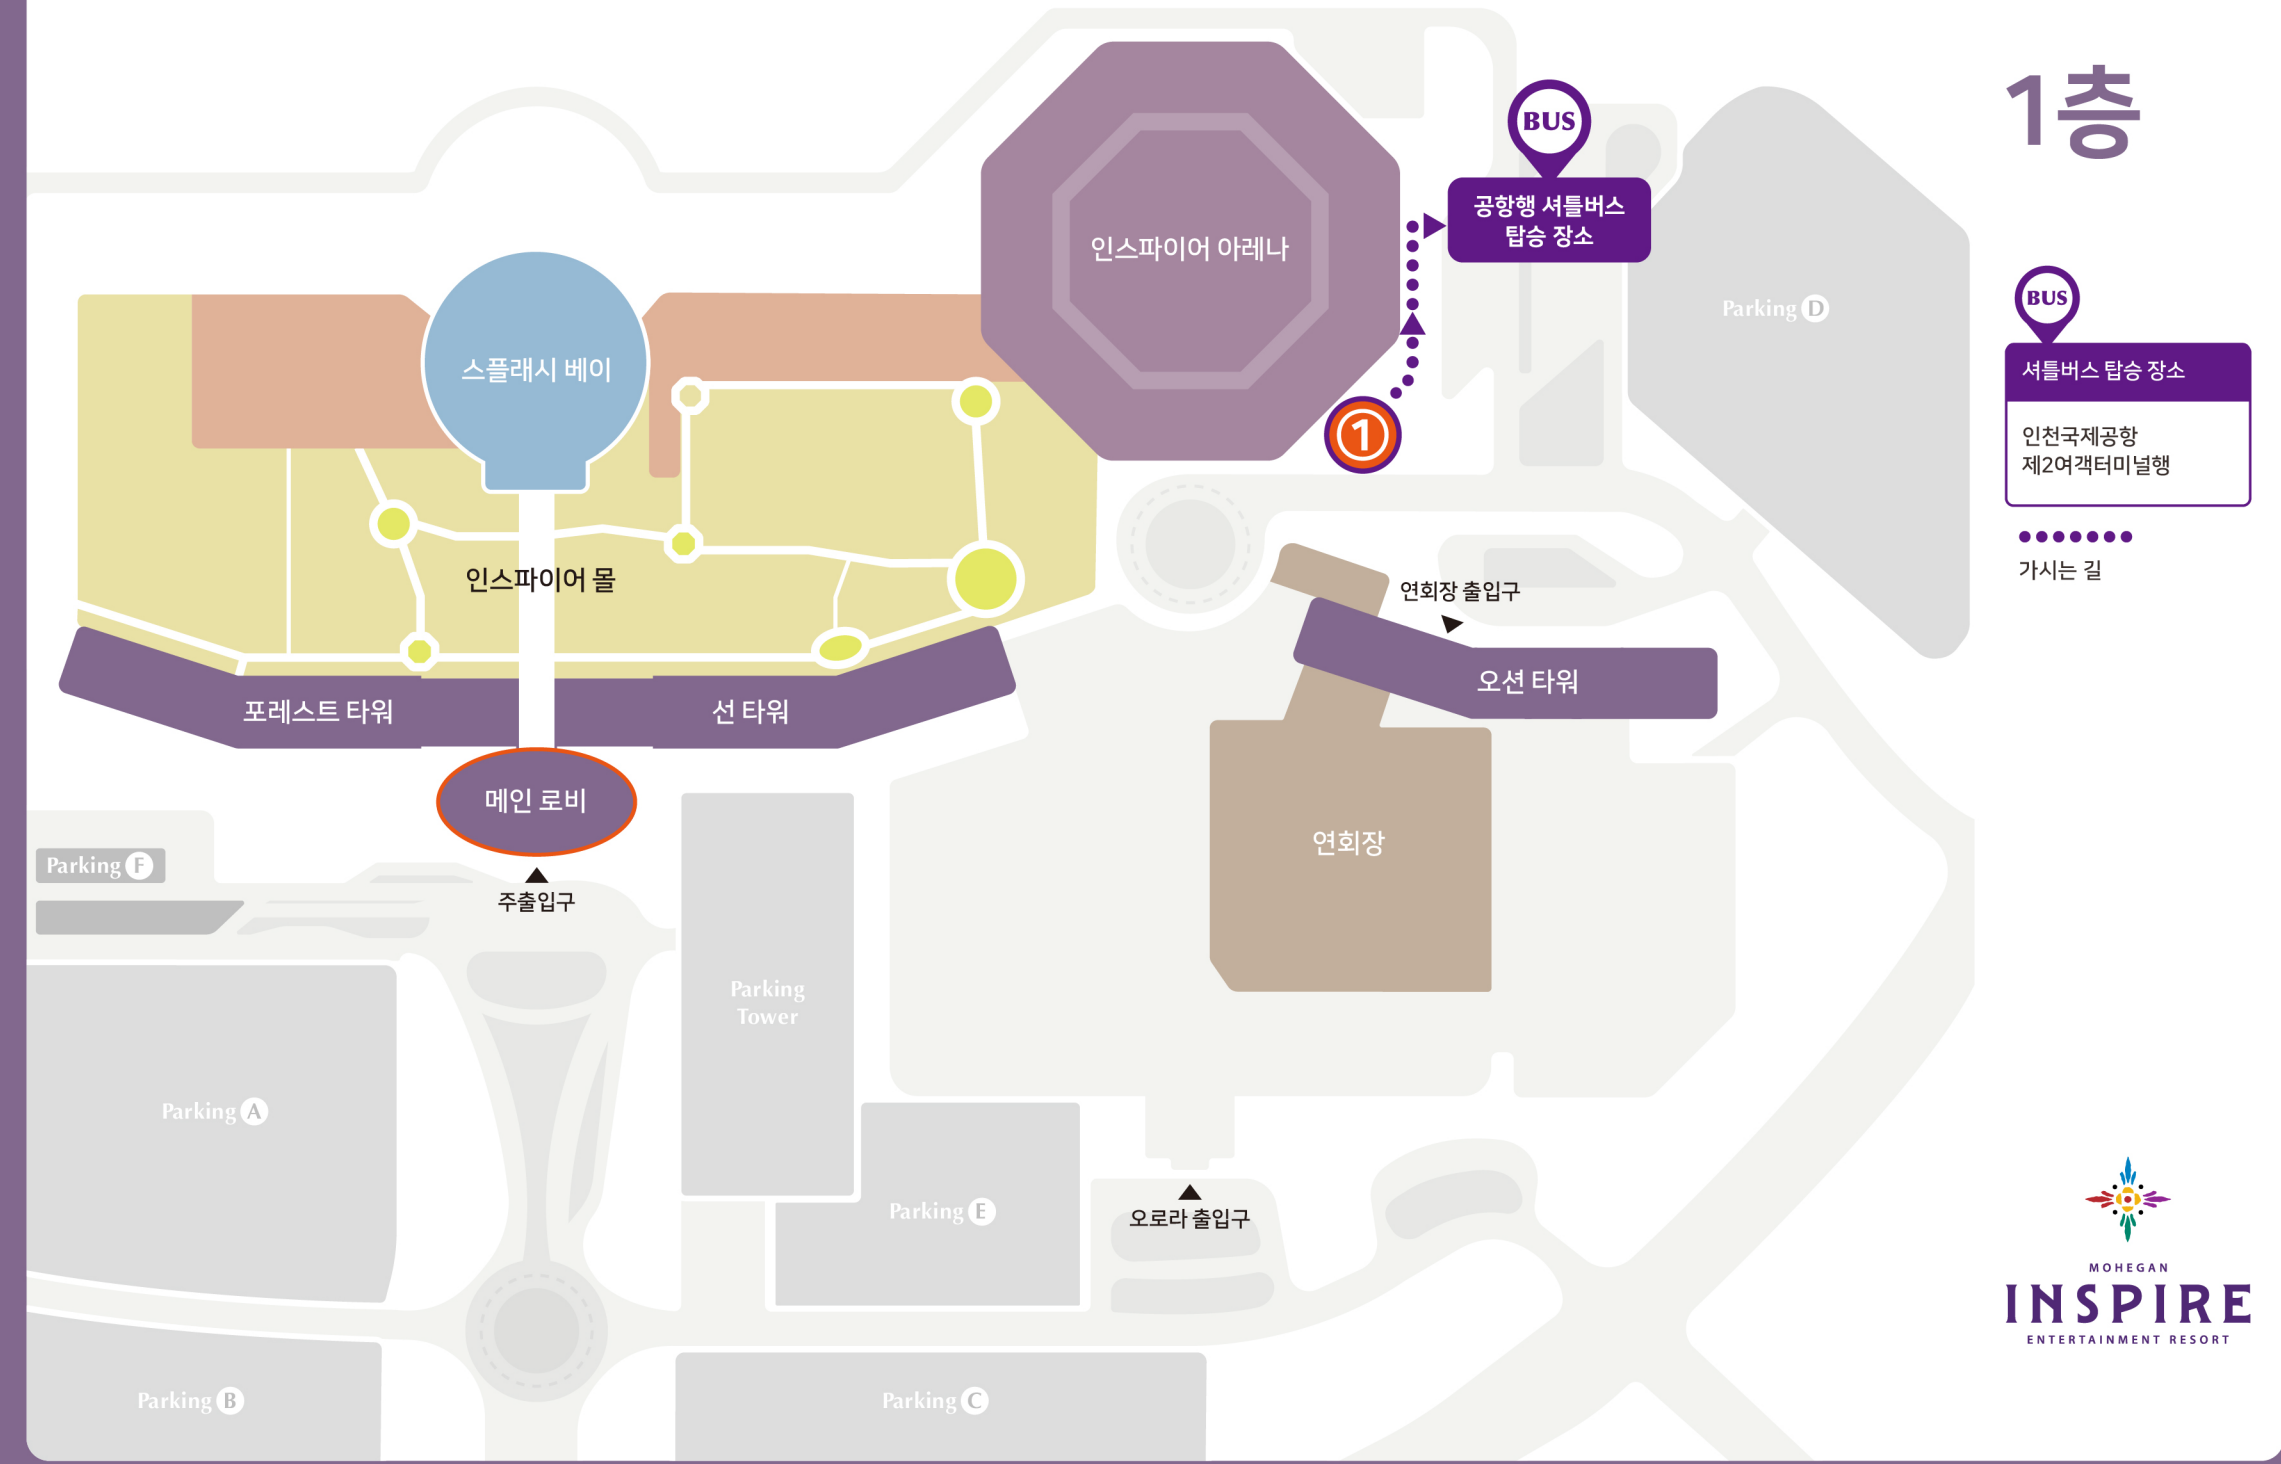 1층
BUS
공항행 셔틀버스
탑승 장소
인스파이어 아레나
Parking D
BUS
셔틀버스 탑승 장소
인천국제공항
제2여객터미널행
가시는 길
스플래시 베이
1
인스파이어 몰
연회장 출입구
포레스트 타워
선 타워
오션 타워
메인 로비
연회장
Parking F
주출입구
Parking
Tower
Parking A
Parking E
오로라 출입구
Parking B
Parking C
MOHEGAN
INSPIRE
ENTERTAINMENT RESORT